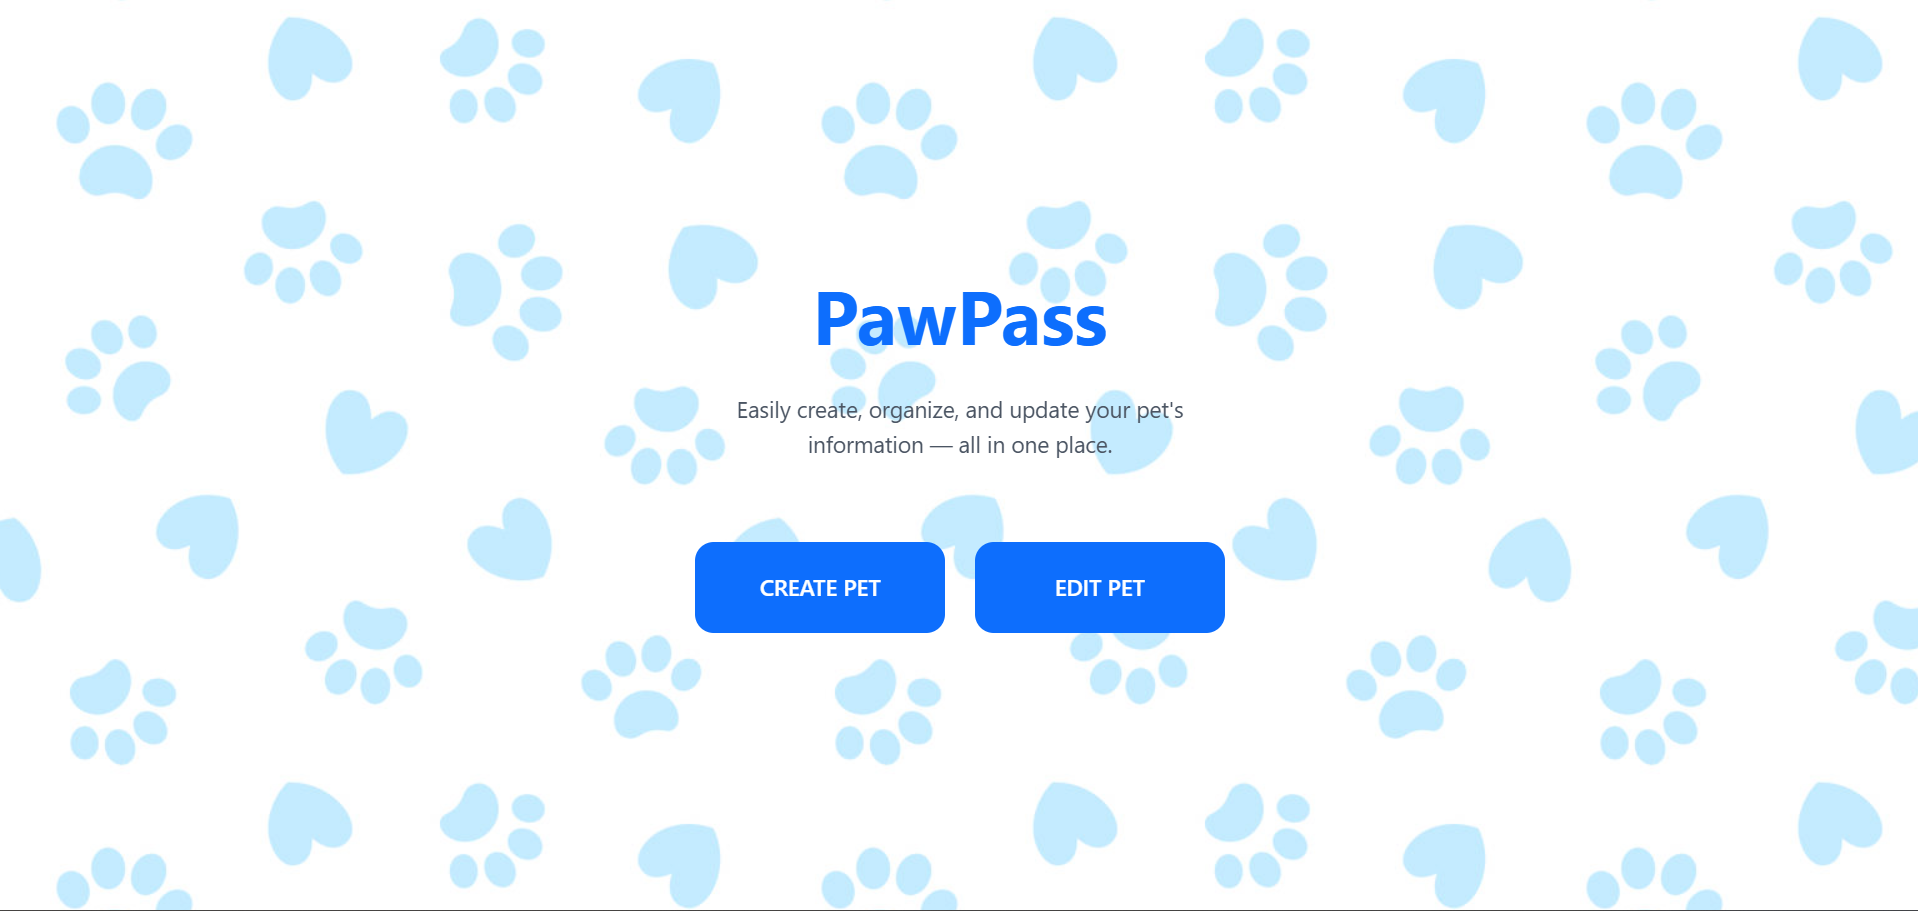 PawPass
Easily create, organize, and update your pet's
information — all in one place.
CREATE PET
EDIT PET